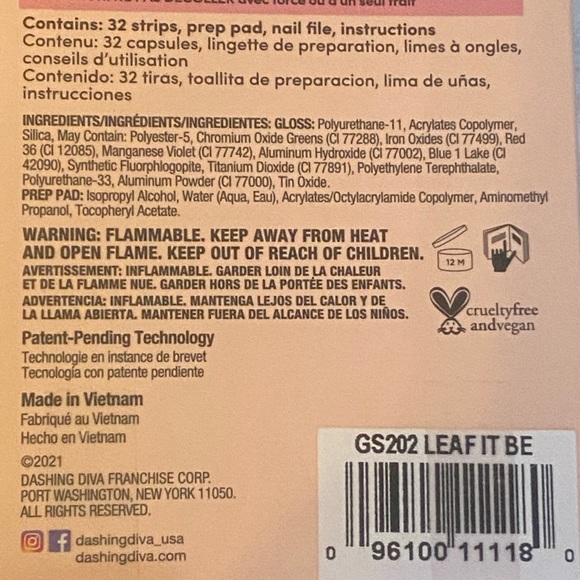 avec force ou d'un seul trait
Contains: 32 strips, prep pad, nail file, instructions
Contenu: 32 capsules, lingette de preparation, limes à ongles,
conseils d'utilisation
Contenido: 32 tiras, toallita de preparacion, lima de uñas,
instrucciones
INGREDIENTS/INGRÉDIENTS/INGREDIENTES: GLOSS: Polyurethane-11, Acrylates Copolymer,
Silica, May Contain: Polyester-5, Chromium Oxide Greens (CI 77288), Iron Oxides (CI 77499), Red
36 (CI 12085), Manganese Violet (CI 77742), Aluminum Hydroxide (CI 77002), Blue 1 Lake (CI
42090), Synthetic Fluorphlogopite, Titanium Dioxide (CI 77891), Polyethylene Terephthalate,
Polyurethane-33, Aluminum Powder (CI 77000), Tin Oxide.
PREP PAD: Isopropyl Alcohol, Water (Aqua, Eau), Acrylates/Octylacrylamide Copolymer, Aminomethyl
Propanol, Tocopheryl Acetate.
WARNING: FLAMMABLE. KEEP AWAY FROM HEAT
AND OPEN FLAME. KEEP OUT OF REACH OF CHILDREN.
AVERTISSEMENT: INFLAMMABLE. GARDER LOIN DE LA CHALEUR
ET DE LA FLAMME NUE. GARDER HORS DE LA PORTÉE DES ENFANTS.
ADVERTENCIA: INFLAMABLE. MANTENGA LEJOS DEL CALOR Y DE
LA LLAMA ABIERTA. MANTENER FUERA DEL ALCANCE DE LOS NIÑOS.
12 M
crueltyfree
andvegan
Patent-Pending Technology
Technologie en instance de brevet
Tecnología con patente pendiente
Made in Vietnam
Fabriqué au Vietnam
Hecho en Vietnam
©2021
DASHING DIVA FRANCHISE CORP.
PORT WASHINGTON, NEW YORK 11050.
ALL RIGHTS RESERVED.
dashingdiva_usa
dashingdiva.com
GS202 LEAF IT BE
0 96100 11118 0